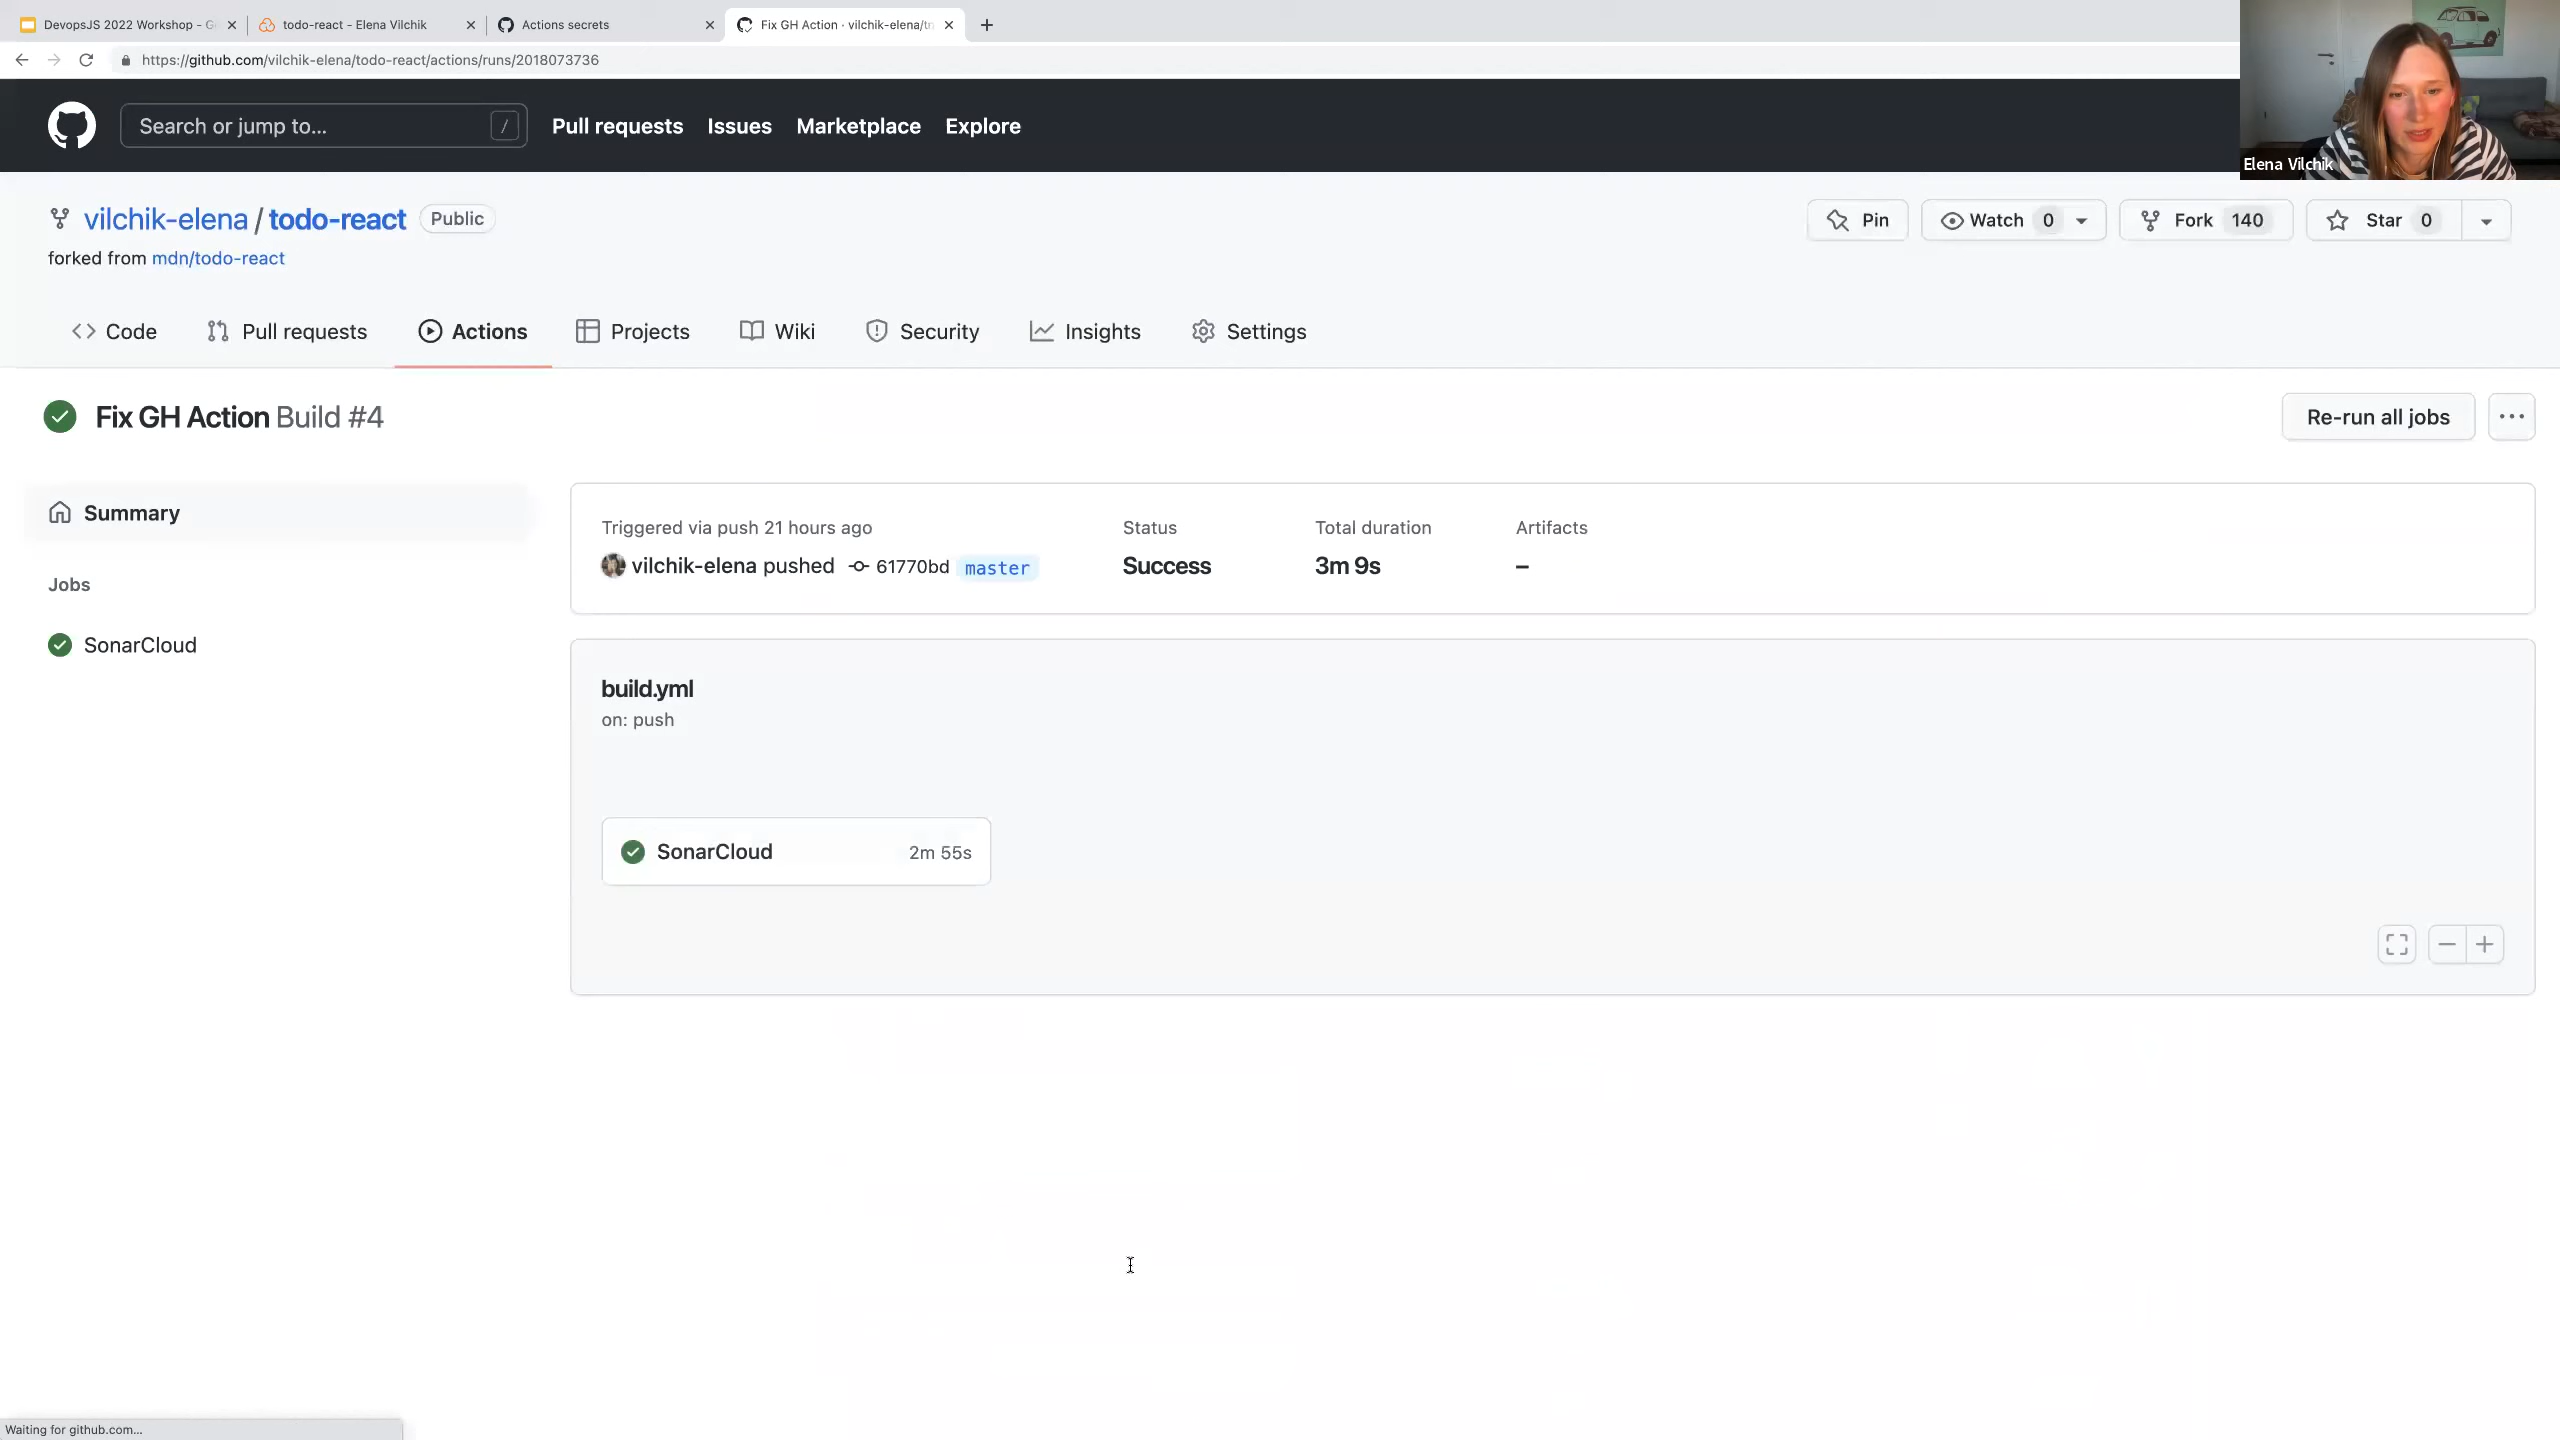 DevopsJS 2022 Workshop - G
todo-react - Elena Vilchik
Actions secrets
Fix GH Action · vilchik-elena/
https://github.com/vilchik-elena/todo-react/actions/runs/2018073736
Search or jump to...
/
Pull requests
Issues
Marketplace
Explore
Elena Vilchik
vilchik-elena / todo-react
Public
Pin
Watch 0
Fork 140
Star 0
forked from mdn/todo-react
Code
Pull requests
Actions
Projects
Wiki
Security
Insights
Settings
Fix GH Action Build #4
Re-run all jobs
Summary
Jobs
SonarCloud
Triggered via push 21 hours ago
vilchik-elena pushed 61770bd master
Status
Success
Total duration
3m 9s
Artifacts
–
build.yml
on: push
SonarCloud
2m 55s
Waiting for github.com...